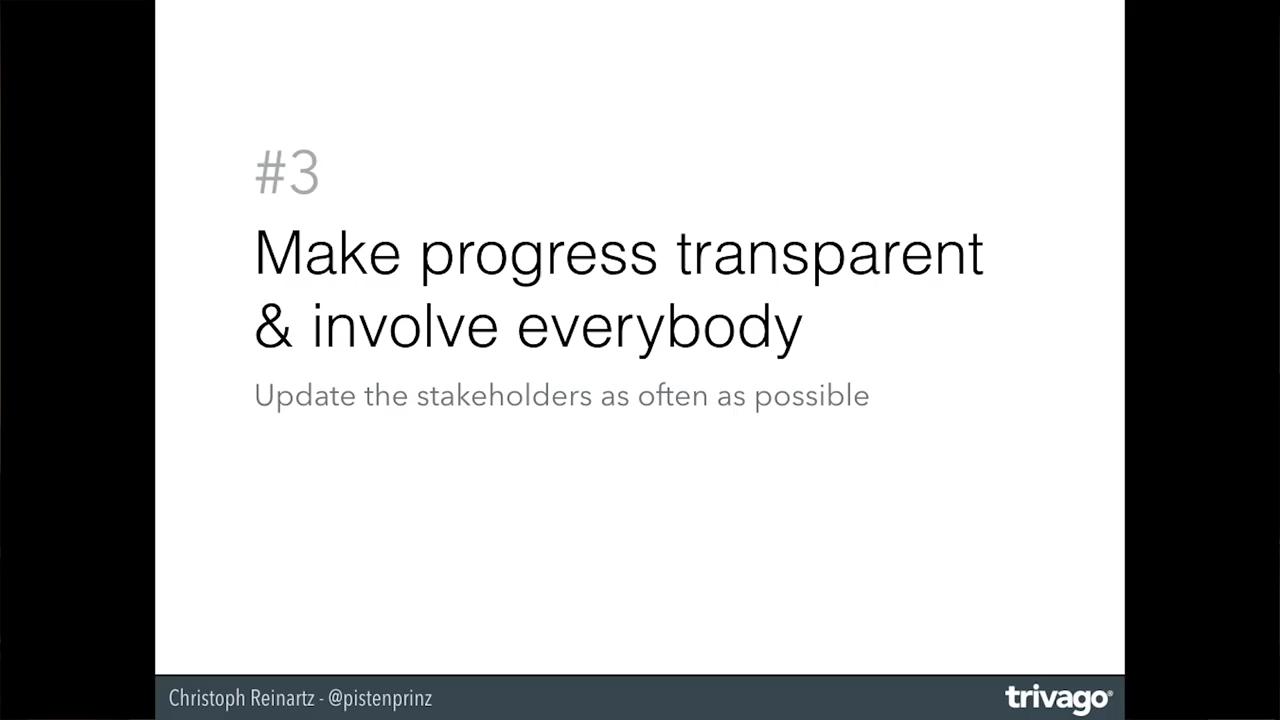 #3
Make progress transparent
& involve everybody
Update the stakeholders as often as possible
Christoph Reinartz - @pistenprinz
trivago®